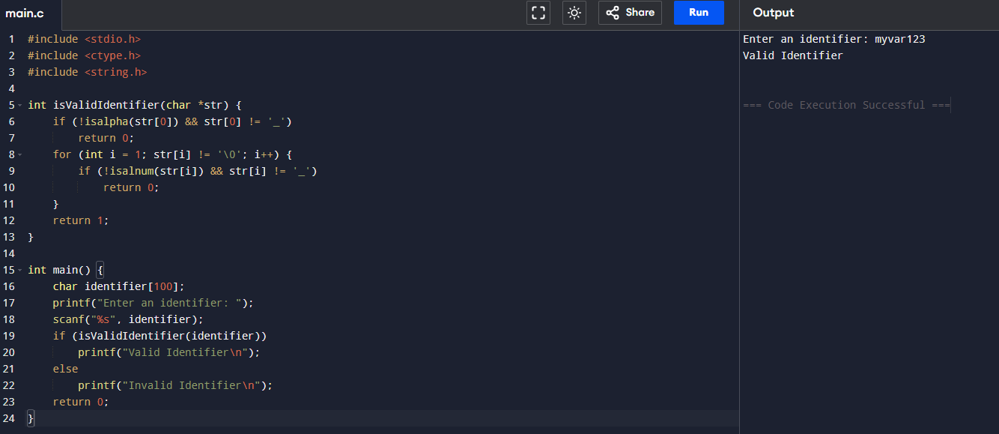 main.c
Share
Run
Output
1 #include <stdio.h>
2 #include <ctype.h>
3 #include <string.h>
4
5 int isValidIdentifier(char *str) {
6     if (!isalpha(str[0]) && str[0] != '_')
7         return 0;
8     for (int i = 1; str[i] != '\0'; i++) {
9         if (!isalnum(str[i]) && str[i] != '_')
10             return 0;
11     }
12     return 1;
13 }
14
15 int main() {
16     char identifier[100];
17     printf("Enter an identifier: ");
18     scanf("%s", identifier);
19     if (isValidIdentifier(identifier))
20         printf("Valid Identifier\n");
21     else
22         printf("Invalid Identifier\n");
23     return 0;
24 }
Enter an identifier: myvar123
Valid Identifier
=== Code Execution Successful ===